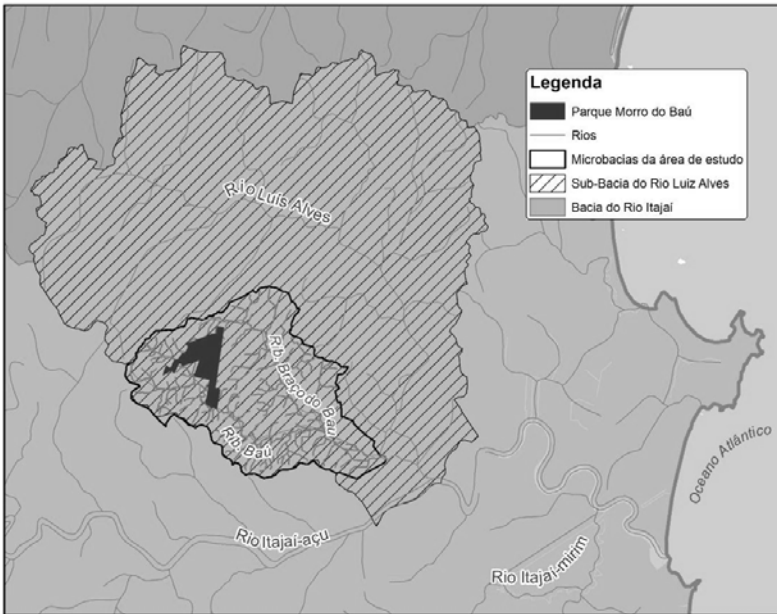 Legenda
Parque Morro do Baú
Rios
Microbacias da área de estudo
Sub-Bacia do Rio Luiz Alves
Bacia do Rio Itajaí
Rio Luís Alves
Rib. Braço do Bau
Rib. Baú
Oceano Atlântico
Rio Itajaí-açu
Rio Itajaí-mirim